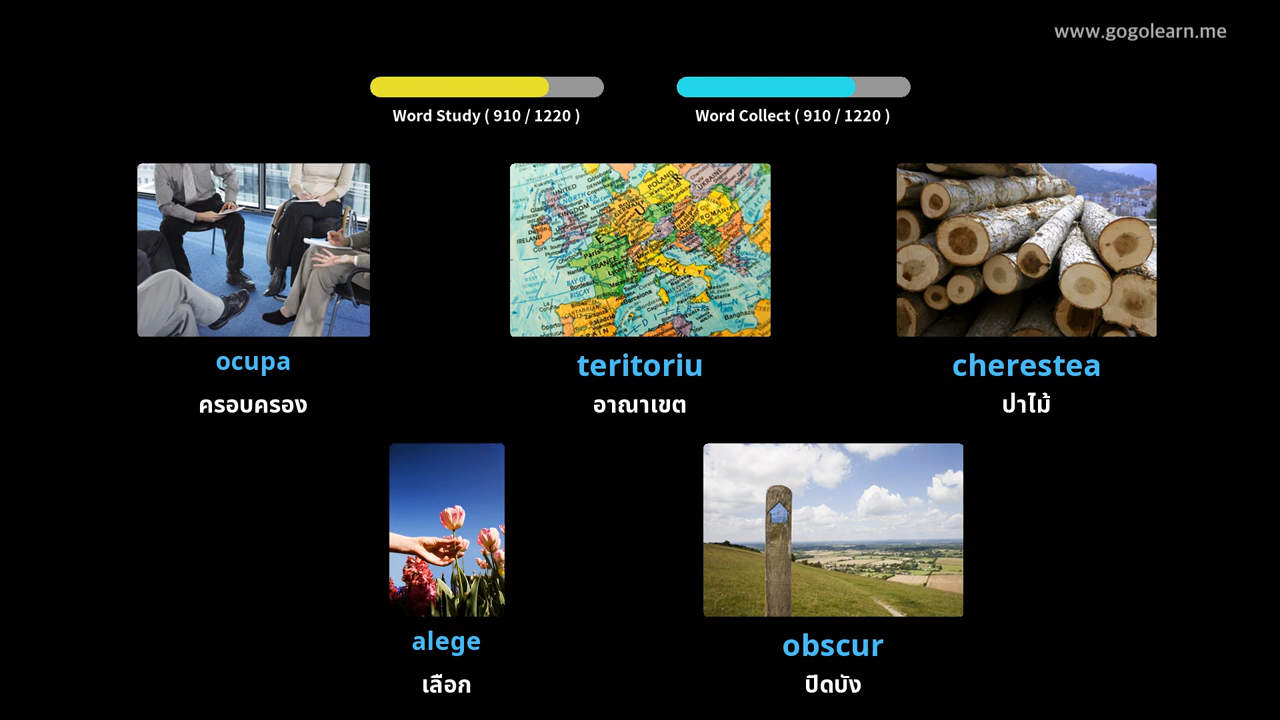 www.gogolearn.me
Word Study ( 910 / 1220 )
Word Collect ( 910 / 1220 )
ocupa
ครอบครอง
teritoriu
อาณาเขต
cherestea
ป่าไม้
alege
เลือก
obscur
ปิดบัง